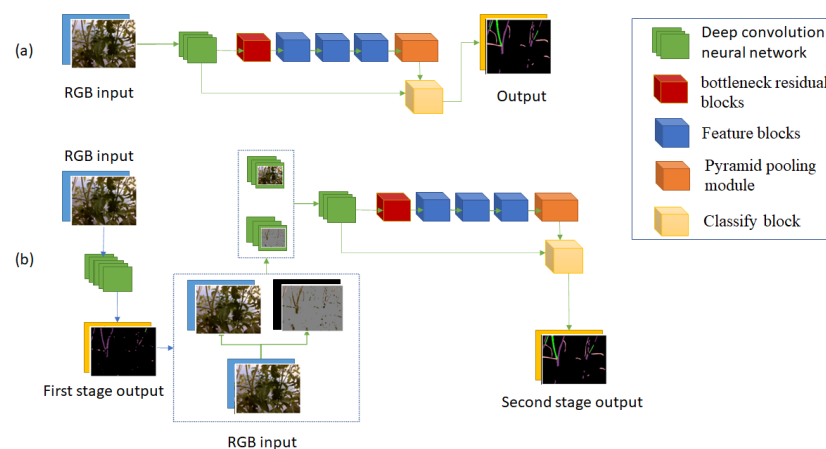 (a)
RGB input
Output
RGB input
(b)
First stage output
RGB input
Second stage output
Deep convolution
neural network
bottleneck residual
blocks
Feature blocks
Pyramid pooling
module
Classify block